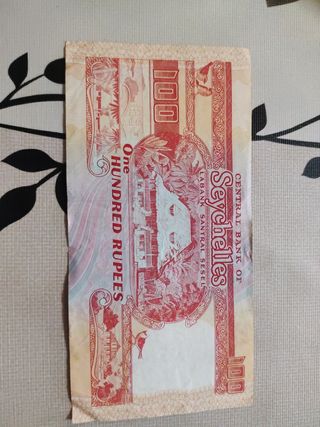 CENTRAL BANK OF
Seychelles
LABANK SANTRAL SESEL
100
100
One
HUNDRED RUPEES